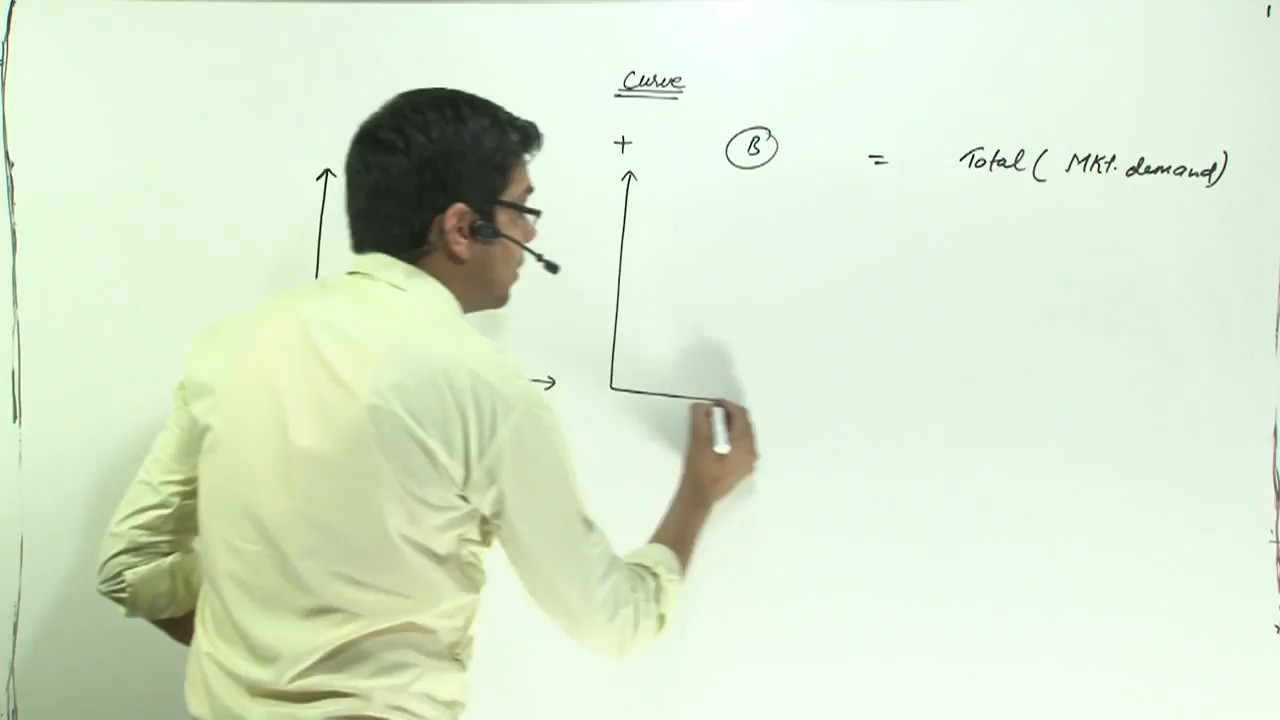 Curve
+ B = Total ( MKt. demand)